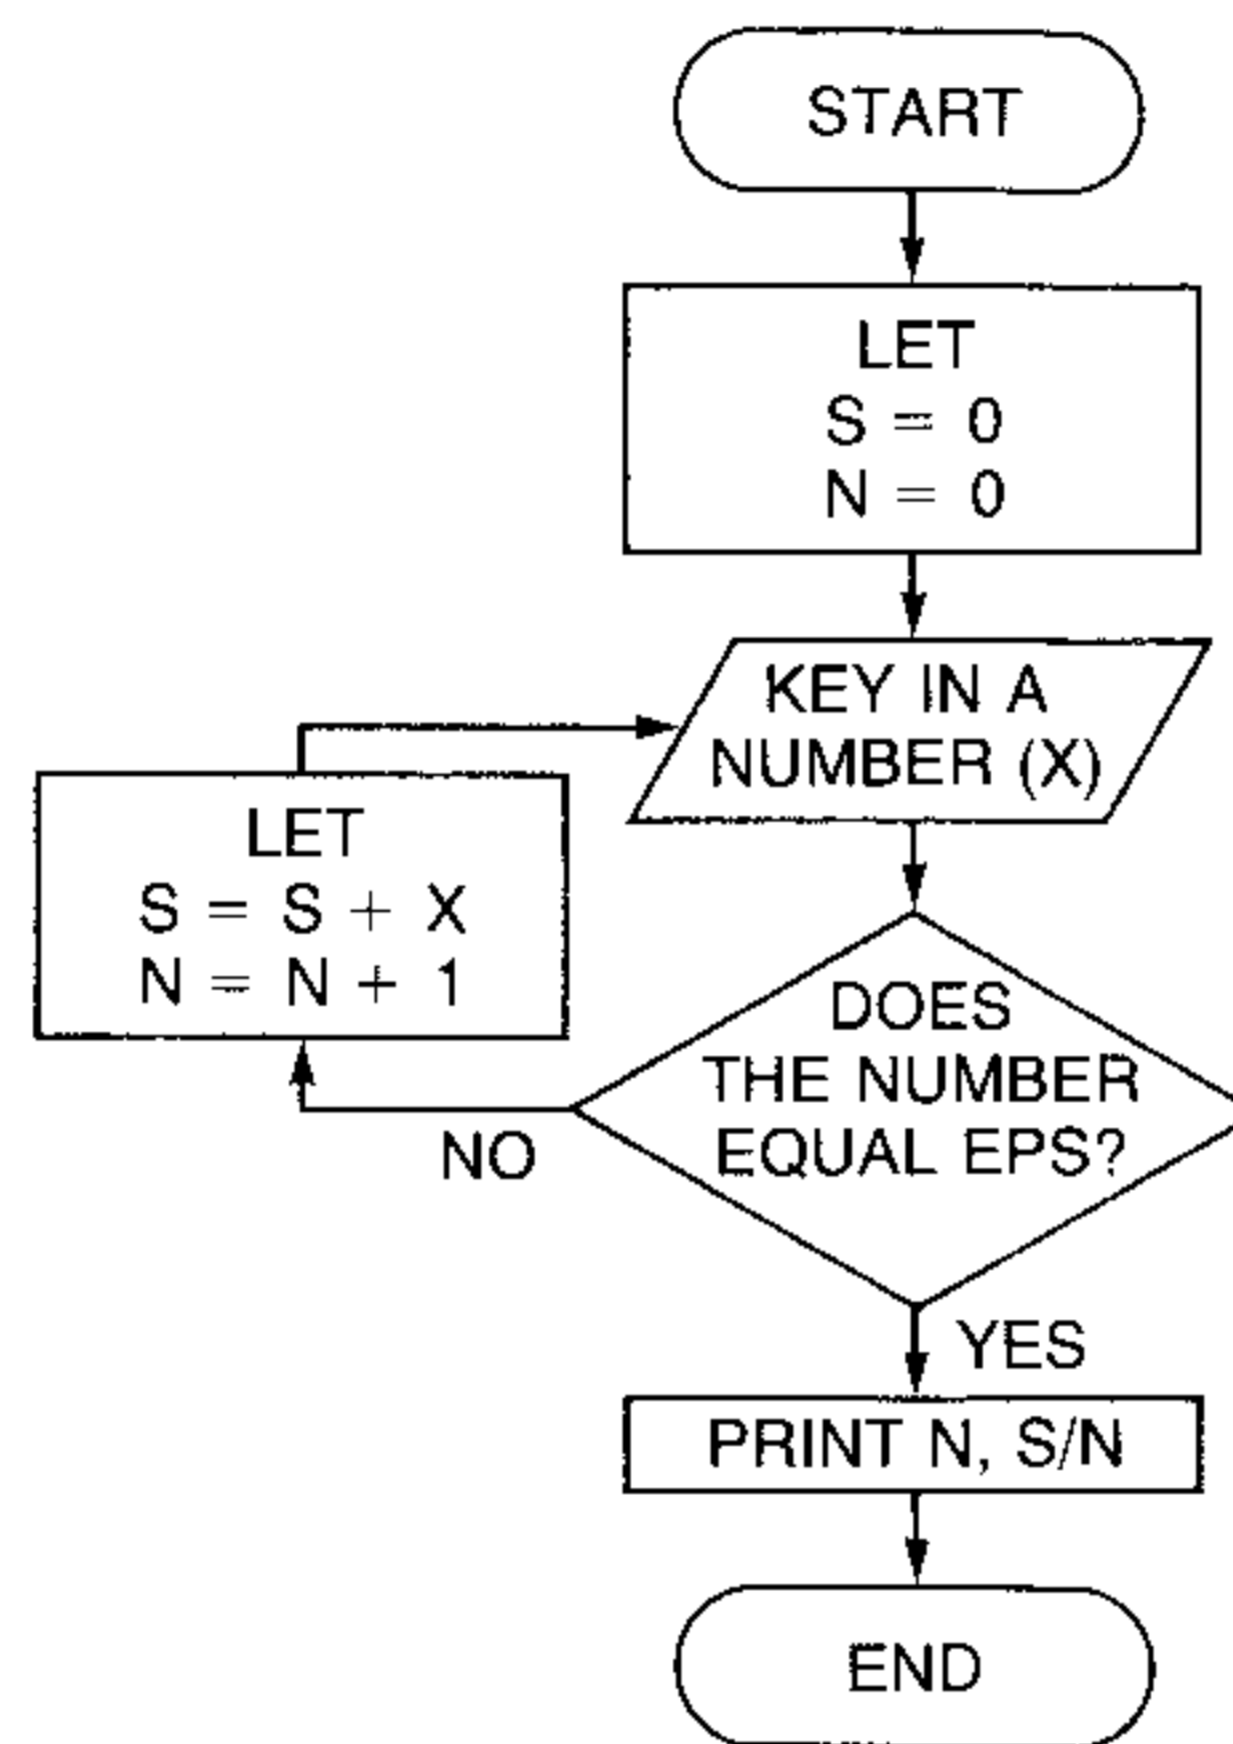 START
LET
S = 0
N = 0
KEY IN A
NUMBER (X)
LET
S = S + X
N = N + 1
DOES
THE NUMBER
EQUAL EPS?
NO
YES
PRINT N, S/N
END